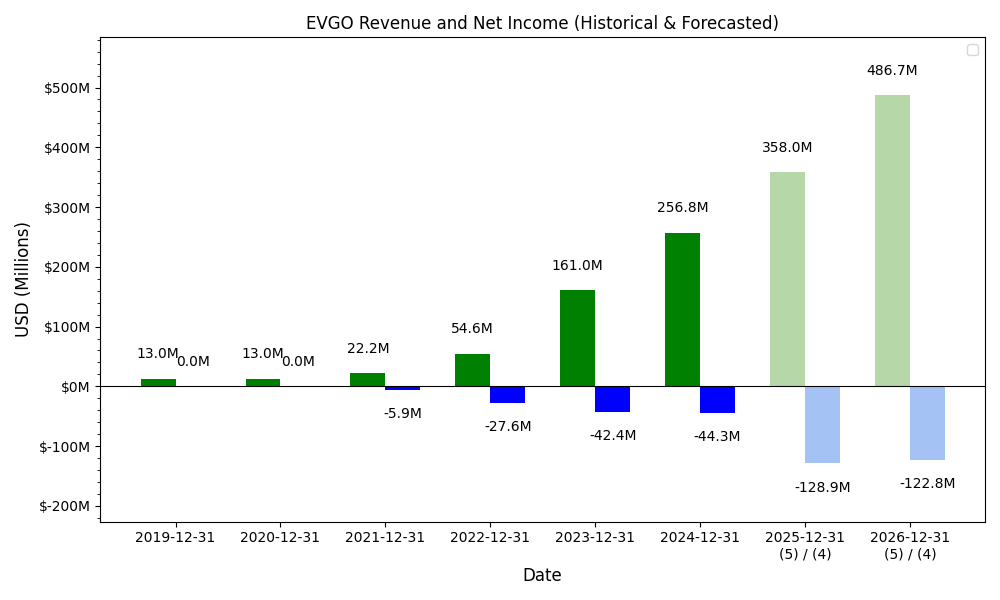 EVGO Revenue and Net Income (Historical & Forecasted)
USD (Millions)
$500M
$400M
$300M
$200M
$100M
$0M
$-100M
$-200M
13.0M
0.0M
13.0M
0.0M
22.2M
-5.9M
54.6M
-27.6M
161.0M
-42.4M
256.8M
-44.3M
358.0M
-128.9M
486.7M
-122.8M
2019-12-31
2020-12-31
2021-12-31
2022-12-31
2023-12-31
2024-12-31
2025-12-31
(5) / (4)
2026-12-31
(5) / (4)
Date